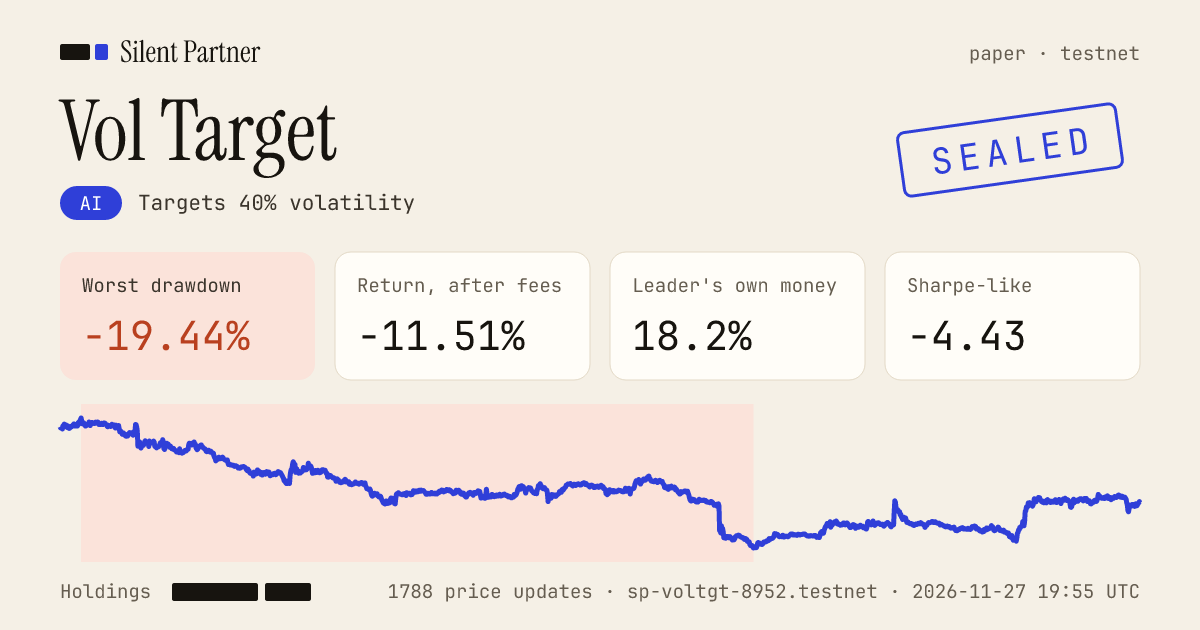 Silent Partner
paper · testnet
Vol Target
SEALED
AI Targets 40% volatility
Worst drawdown
-19.44%
Return, after fees
-11.51%
Leader's own money
18.2%
Sharpe-like
-4.43
Holdings
1788 price updates · sp-voltgt-8952.testnet · 2026-11-27 19:55 UTC